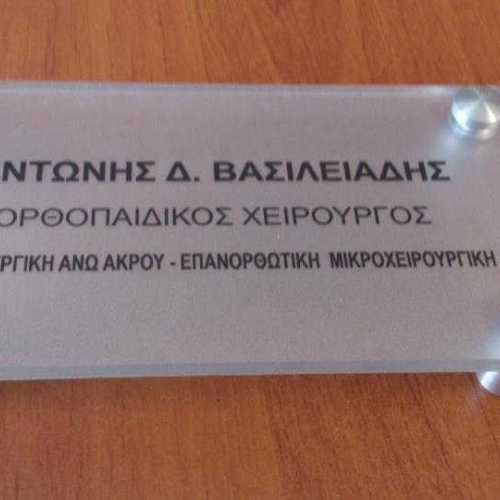 ΝΤΩΝΗΣ Δ. ΒΑΣΙΛΕΙΑΔΗΣ
ΟΡΘΟΠΑΙΔΙΚΟΣ ΧΕΙΡΟΥΡΓΟΣ
ΡΓΙΚΗ ΑΝΩ ΑΚΡΟΥ - ΕΠΑΝΟΡΘΩΤΙΚΗ ΜΙΚΡΟΧΕΙΡΟΥΡΓΙΚΗ